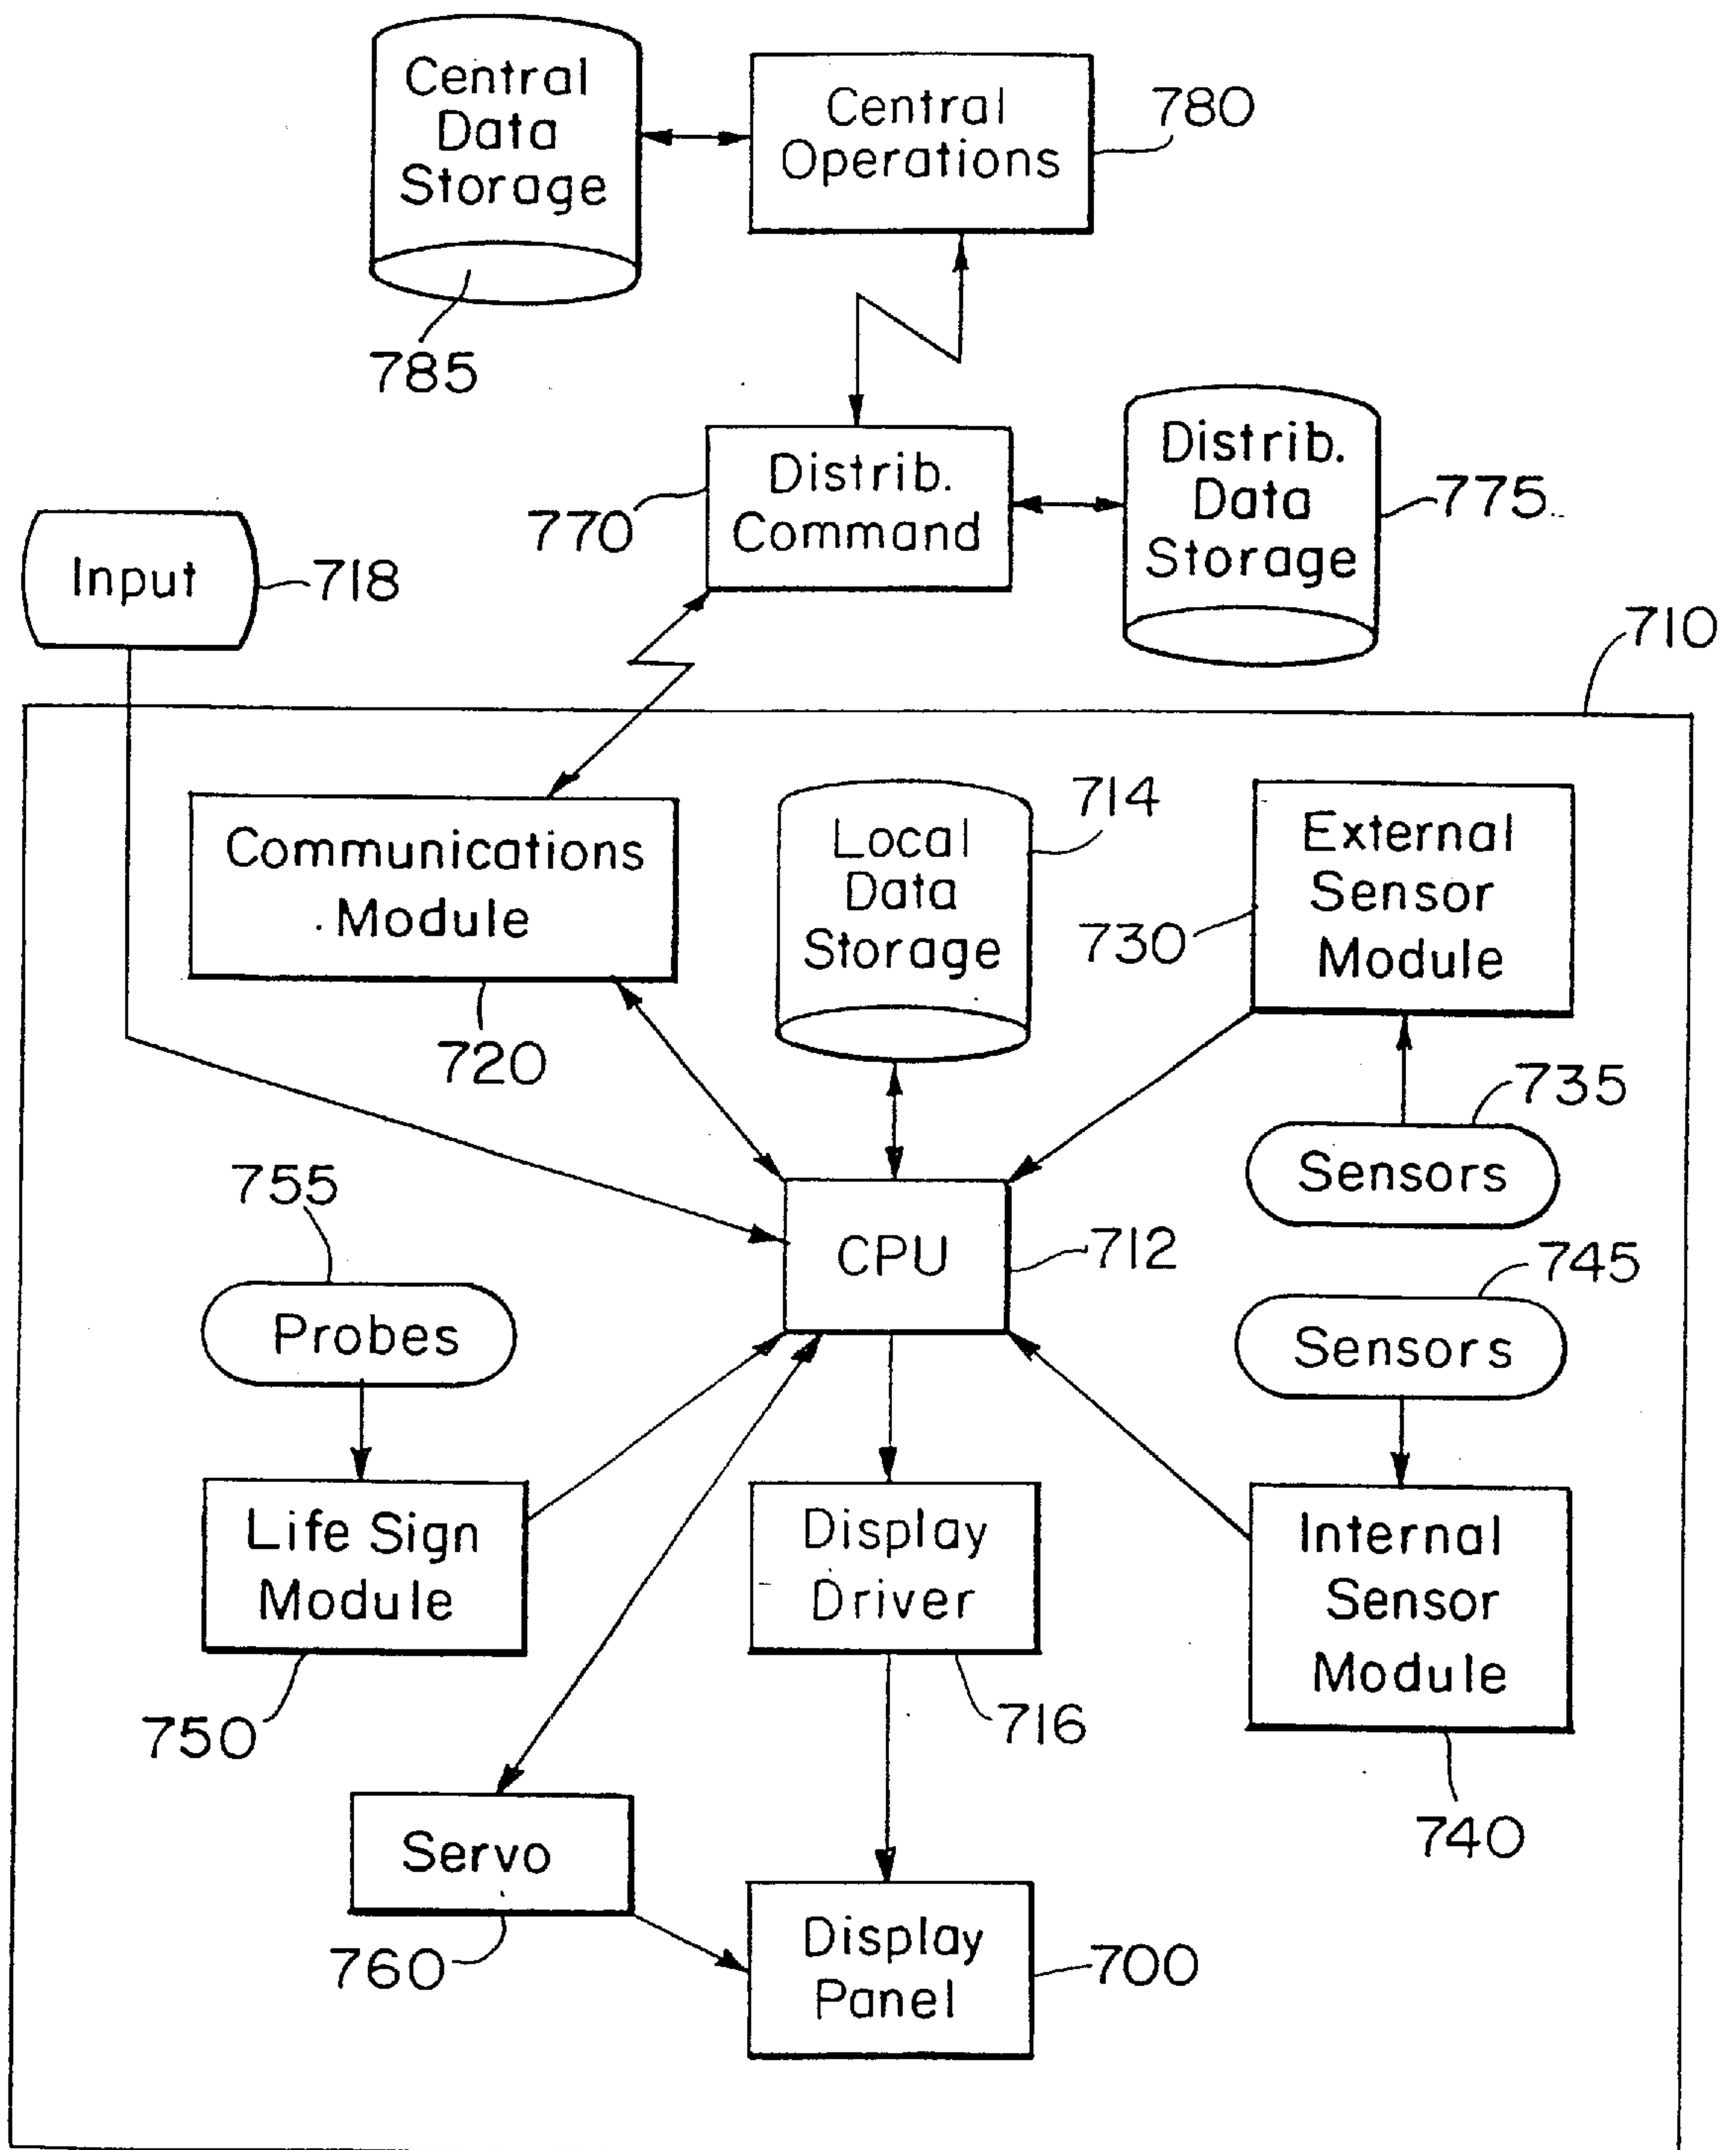 Central
Data
Storage
Central
Operations
780
785
Distrib.
Command
770
Distrib.
Data
Storage
775
Input
718
710
Communications
Module
720
Local
Data
Storage
714
External
Sensor
Module
730
735
Sensors
755
Probes
CPU
712
745
Sensors
Life Sign
Module
750
Display
Driver
716
Internal
Sensor
Module
740
Servo
760
Display
Panel
700